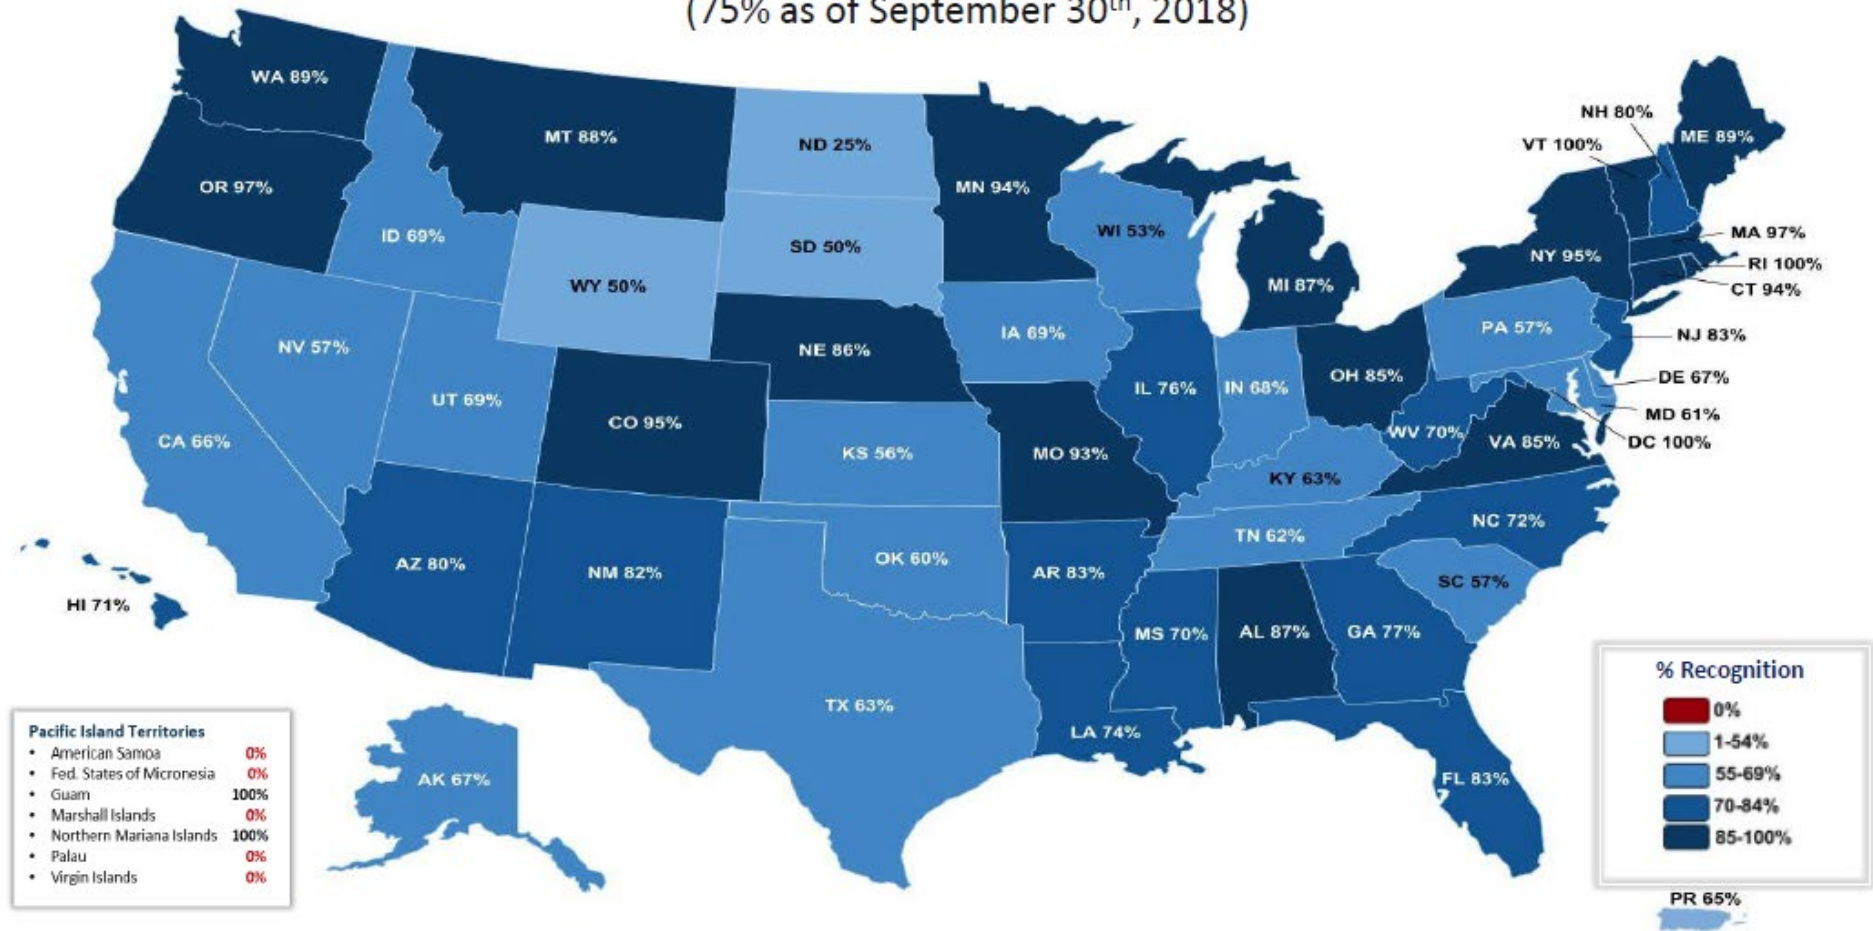 (75% as of September 30th, 2018)
WA 89%
MT 88%
ND 25%
OR 97%
MN 94%
ID 69%
SD 50%
WI 53%
WY 50%
MI 87%
NH 80%
VT 100%
ME 89%
NY 95%
MA 97%
RI 100%
CT 94%
NV 57%
NE 86%
IA 69%
PA 57%
NJ 83%
UT 69%
CO 95%
IL 76%
IN 68%
OH 85%
DE 67%
MD 61%
DC 100%
CA 66%
KS 56%
MO 93%
WV 70%
VA 85%
KY 63%
AZ 80%
NM 82%
OK 60%
AR 83%
TN 62%
NC 72%
SC 57%
HI 71%
MS 70%
AL 87%
GA 77%
TX 63%
LA 74%
FL 83%
AK 67%
Pacific Island Territories
• American Samoa 0%
• Fed. States of Micronesia 0%
• Guam 100%
• Marshall Islands 0%
• Northern Mariana Islands 100%
• Palau 0%
• Virgin Islands 0%
% Recognition
0%
1-54%
55-69%
70-84%
85-100%
PR 65%